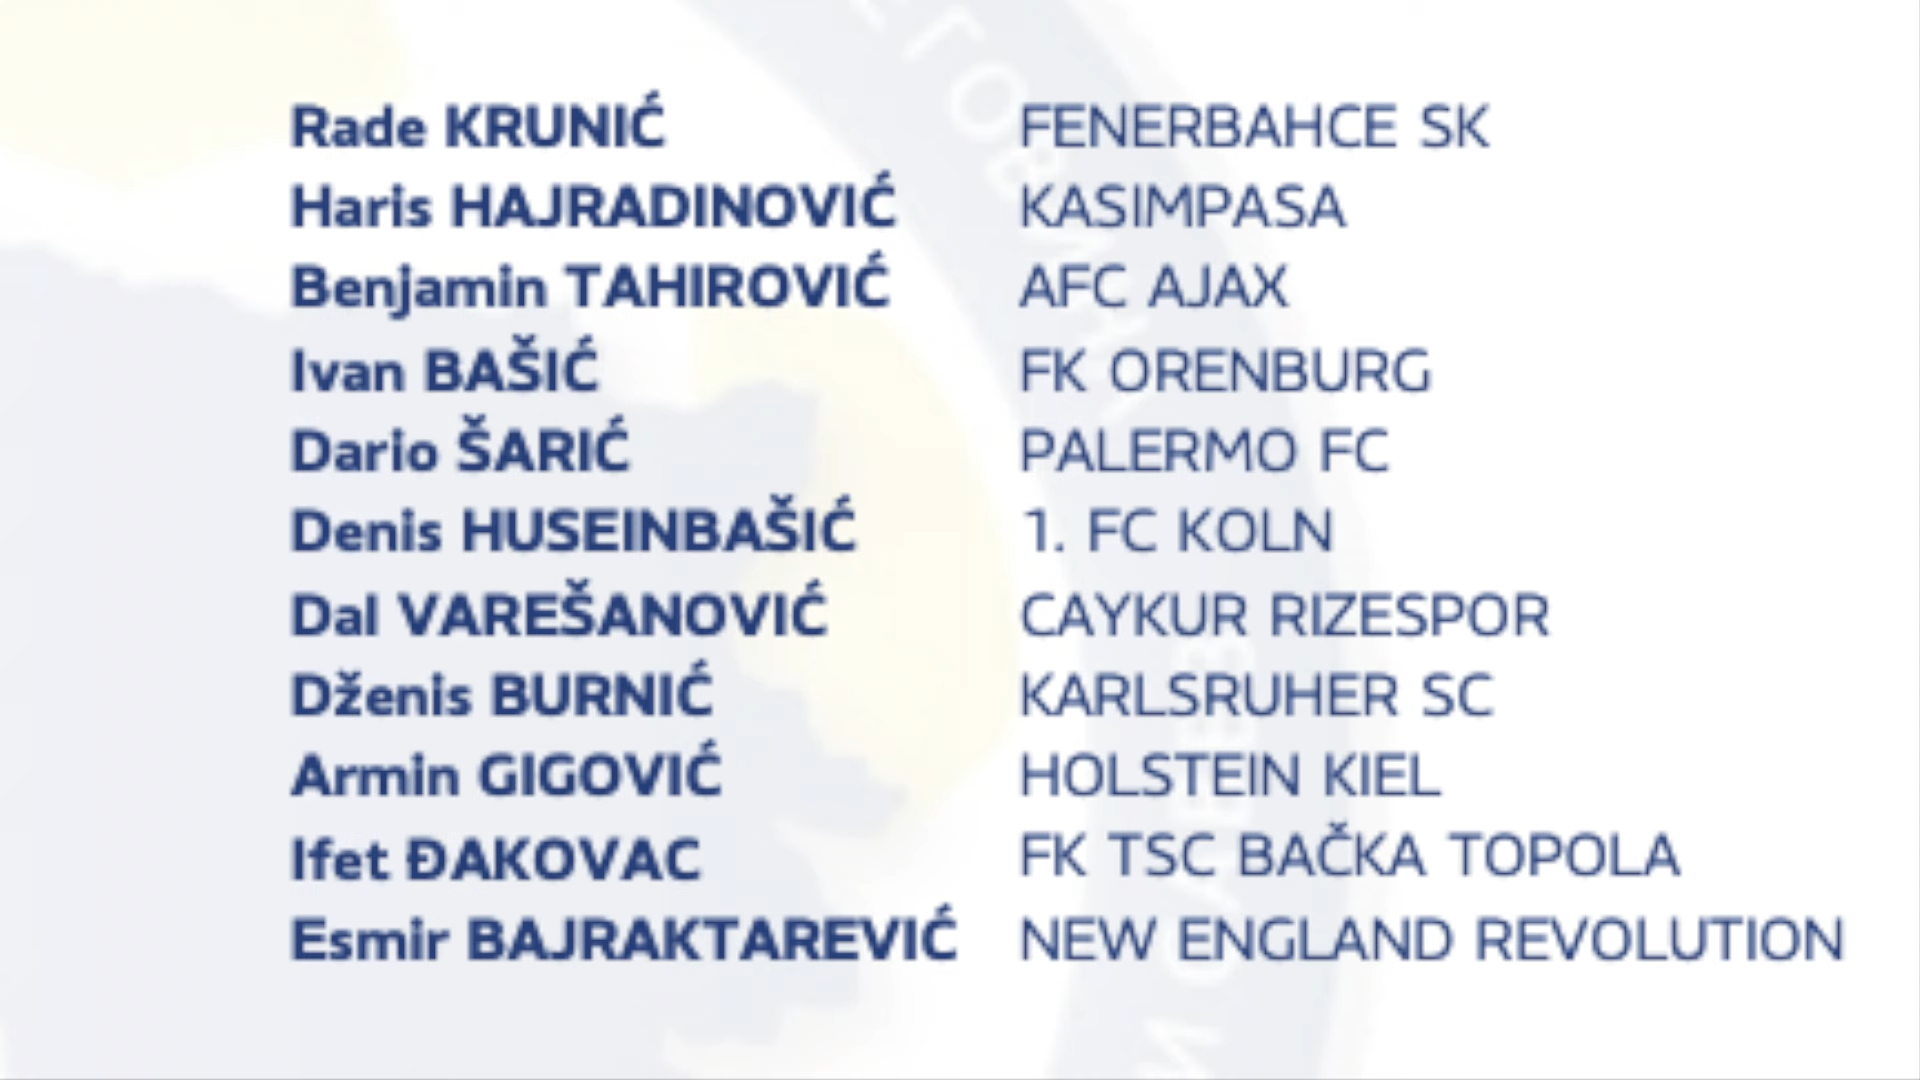 Rade KRUNIĆ FENERBAHCE SK
Haris HAJRADINOVIĆ KASIMPASA
Benjamin TAHIROVIĆ AFC AJAX
Ivan BAŠIĆ FK ORENBURG
Dario ŠARIĆ PALERMO FC
Denis HUSEINBAŠIĆ 1. FC KOLN
Dal VAREŠANOVIĆ CAYKUR RIZESPOR
Dženis BURNIĆ KARLSRUHER SC
Armin GIGOVIĆ HOLSTEIN KIEL
Ifet ĐAKOVAC FK TSC BAČKA TOPOLA
Esmir BAJRAKTAREVIĆ NEW ENGLAND REVOLUTION